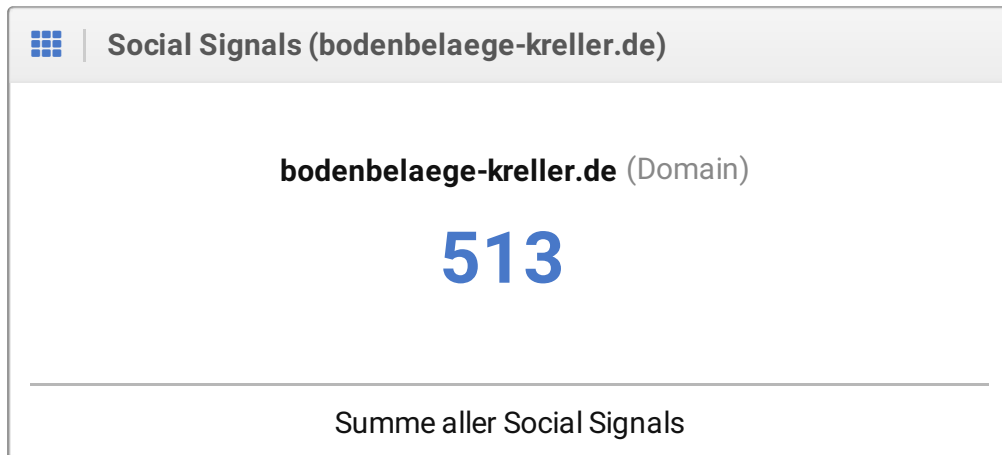 Social Signals (bodenbelaege-kreller.de)
bodenbelaege-kreller.de (Domain)
513
Summe aller Social Signals